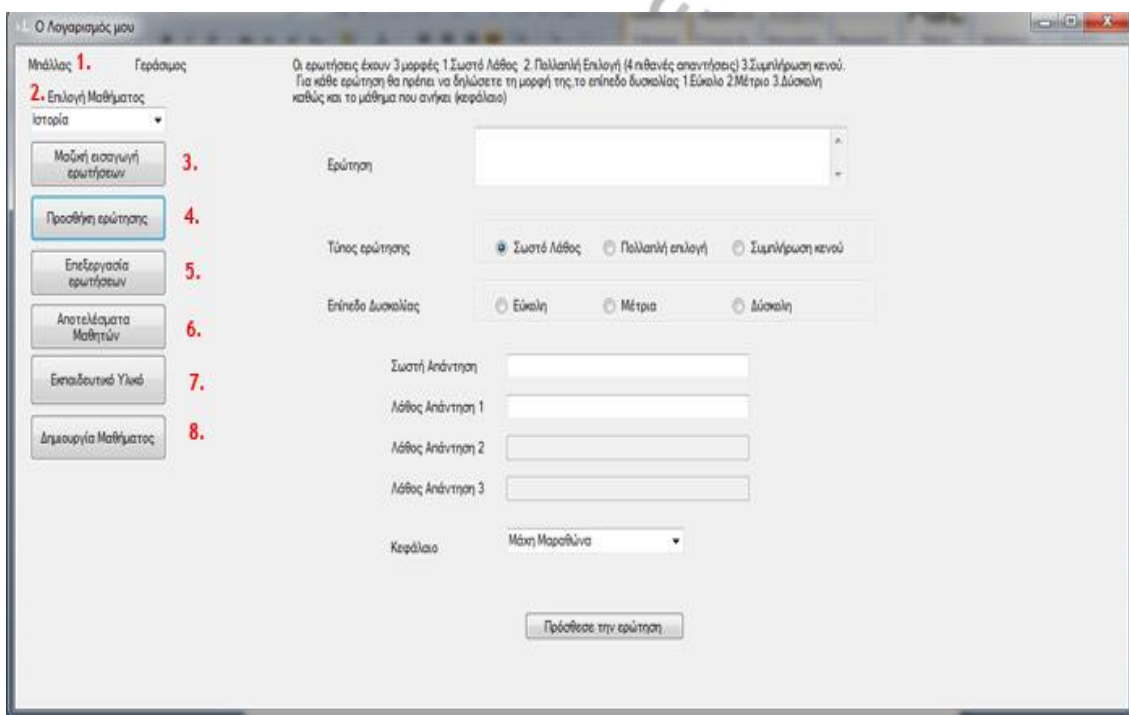 Ο Λογαρισμός μου
Μπάλλας 1. Γεράσιμος
2. Επιλογή Μαθήματος
Ιστορία
Μαζική εισαγωγή
ερωτήσεων
3.
Προσθήκη ερώτησης
4.
Επεξεργασία
ερωτήσεων
5.
Αποτελέσματα
Μαθητών
6.
Εκπαιδευτικό Υλικό
7.
Δημιουργία Μαθήματος
8.
Οι ερωτήσεις έχουν 3 μορφές 1.Σωστό Λάθος 2.Πολλαπλή Επιλογή (4 πιθανές απαντήσεις) 3.Συμπλήρωση κενού.
Για κάθε ερώτηση θα πρέπει να δηλώσετε τη μορφή της,το επίπεδο δυσκολίας 1.Εύκολο 2.Μέτριο 3.Δύσκολη
καθώς και το μάθημα που ανήκει (κεφάλαιο)
Ερώτηση
Τύπος ερώτησης Σωστό Λάθος Πολλαπλή επιλογή Συμπλήρωση κενού
Επίπεδο Δυσκολίας Εύκολη Μέτρια Δύσκολη
Σωστή Απάντηση
Λάθος Απάντηση 1
Λάθος Απάντηση 2
Λάθος Απάντηση 3
Κεφάλαιο Μάχη Μαραθώνα
Πρόσθεσε την ερώτηση